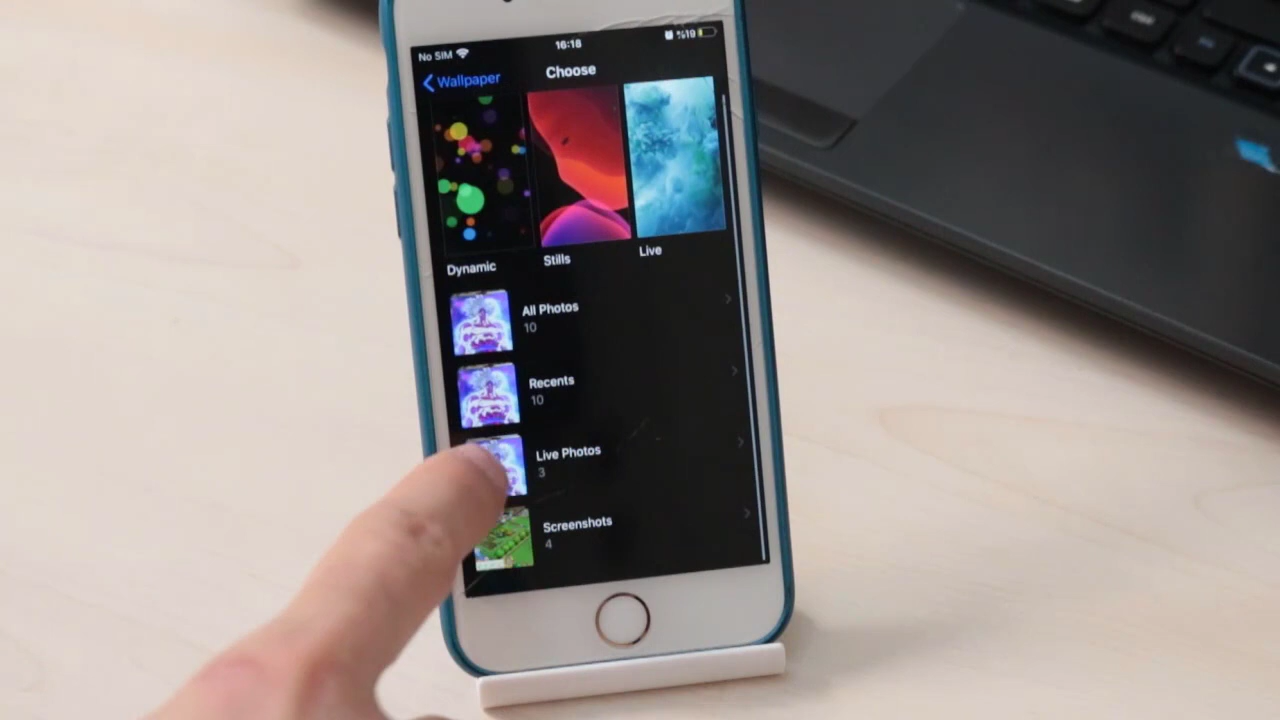 No SIM 16:18 %19
Wallpaper Choose
Dynamic Stills Live
All Photos
10
Recents
10
Live Photos
3
Screenshots
4